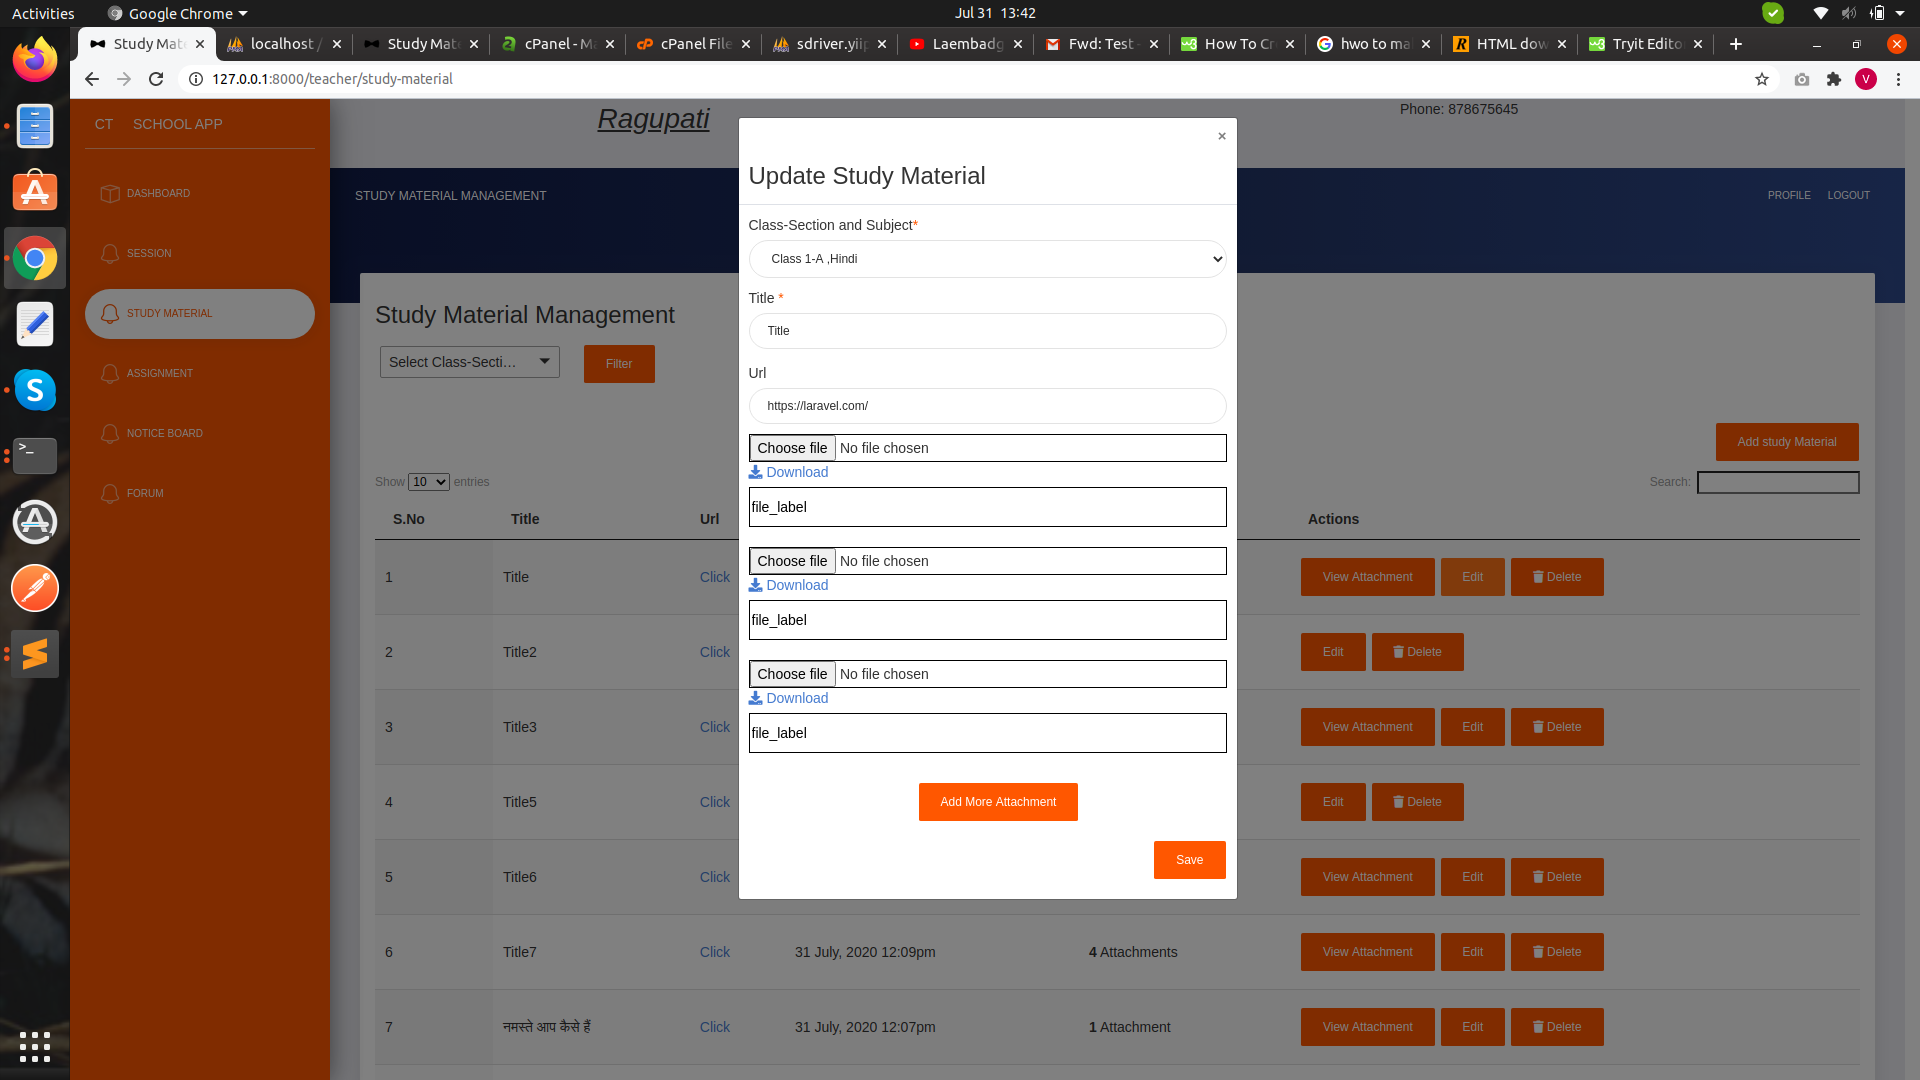 Activities
Google Chrome
Jul 31 13:42
Study Mat
localhost /
Study Mat
cPanel - Ma
cPanel File
sdriver.yiip
Laembadg
Fwd: Test -
How To Cr
hwo to ma
HTML dow
Tryit Edito
127.0.0.1:8000/teacher/study-material
V
CT SCHOOL APP
DASHBOARD
SESSION
STUDY MATERIAL
ASSIGNMENT
NOTICE BOARD
FORUM
Ragupati
Phone: 878675645
STUDY MATERIAL MANAGEMENT
PROFILE
LOGOUT
Study Material Management
Select Class-Secti…
Filter
Add study Material
Show 10 entries
Search:
S.No
Title
Url
Actions
1 Title Click View Attachment Edit Delete
2 Title2 Click Edit Delete
3 Title3 Click View Attachment Edit Delete
4 Title5 Click Edit Delete
5 Title6 Click View Attachment Edit Delete
6 Title7 Click 31 July, 2020 12:09pm 4 Attachments View Attachment Edit Delete
7 नमस्ते आप कैसे हैं Click 31 July, 2020 12:07pm 1 Attachment View Attachment Edit Delete
×
Update Study Material
Class-Section and Subject*
Class 1-A ,Hindi
Title *
Title
Url
https://laravel.com/
Choose file No file chosen
Download
file_label
Choose file No file chosen
Download
file_label
Choose file No file chosen
Download
file_label
Add More Attachment
Save